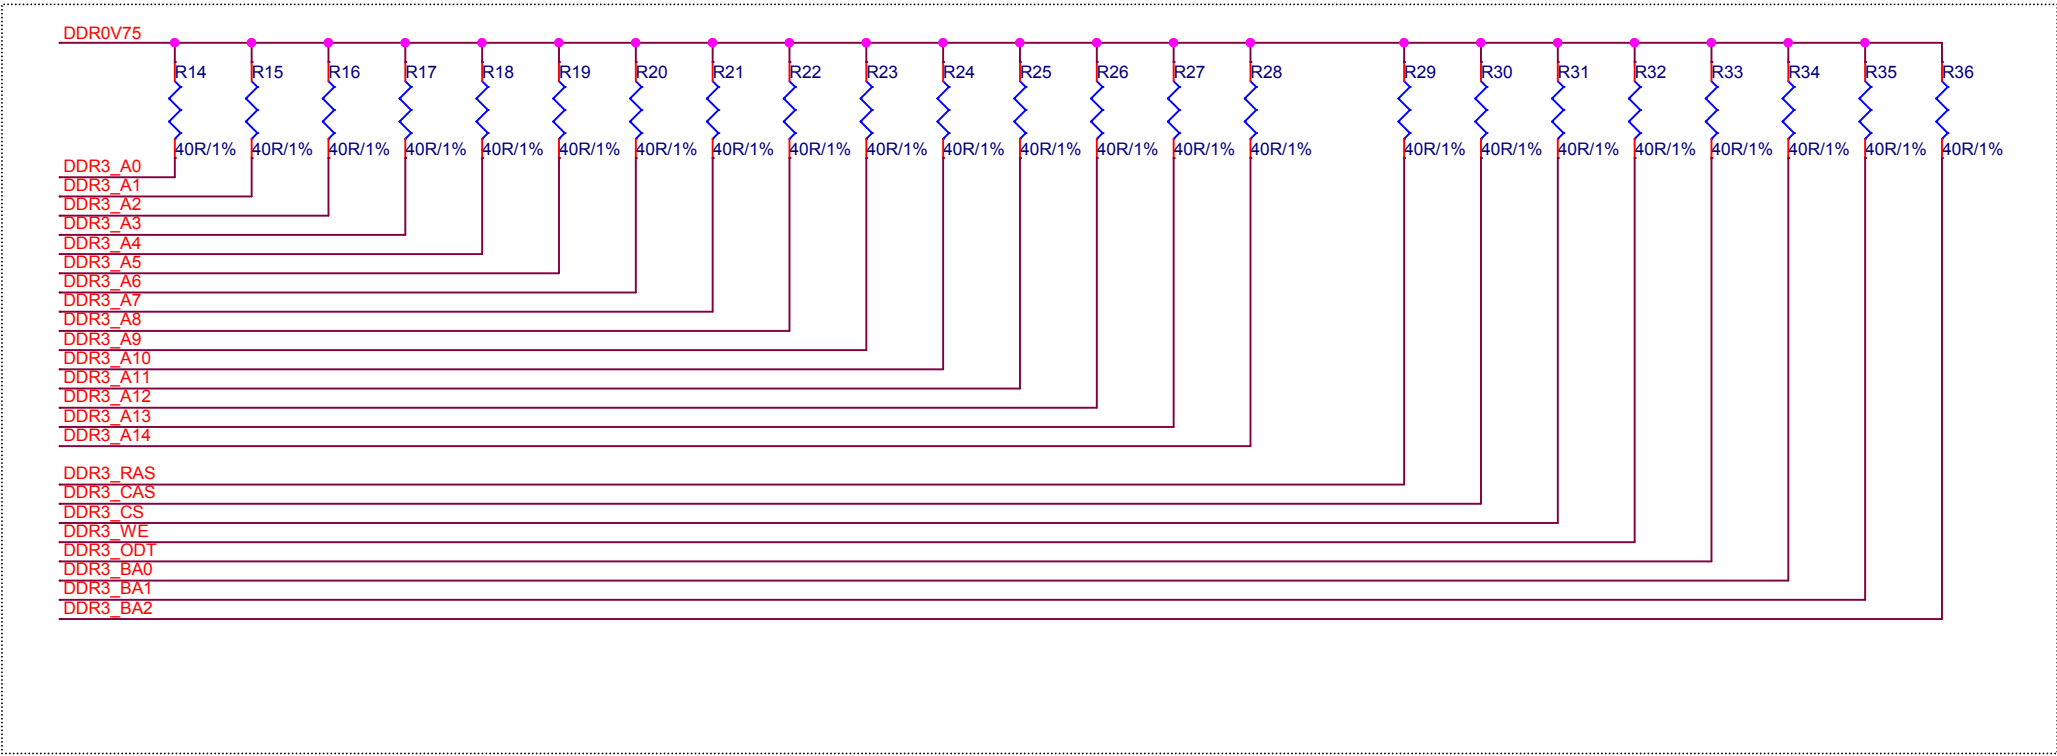 DDR0V75
R14 R15 R16 R17 R18 R19 R20 R21 R22 R23 R24 R25 R26 R27 R28 R29 R30 R31 R32 R33 R34 R35 R36
40R/1% 40R/1% 40R/1% 40R/1% 40R/1% 40R/1% 40R/1% 40R/1% 40R/1% 40R/1% 40R/1% 40R/1% 40R/1% 40R/1% 40R/1% 40R/1% 40R/1% 40R/1% 40R/1% 40R/1% 40R/1% 40R/1% 40R/1%
DDR3_A0
DDR3_A1
DDR3_A2
DDR3_A3
DDR3_A4
DDR3_A5
DDR3_A6
DDR3_A7
DDR3_A8
DDR3_A9
DDR3_A10
DDR3_A11
DDR3_A12
DDR3_A13
DDR3_A14
DDR3_RAS
DDR3_CAS
DDR3_CS
DDR3_WE
DDR3_ODT
DDR3_BA0
DDR3_BA1
DDR3_BA2